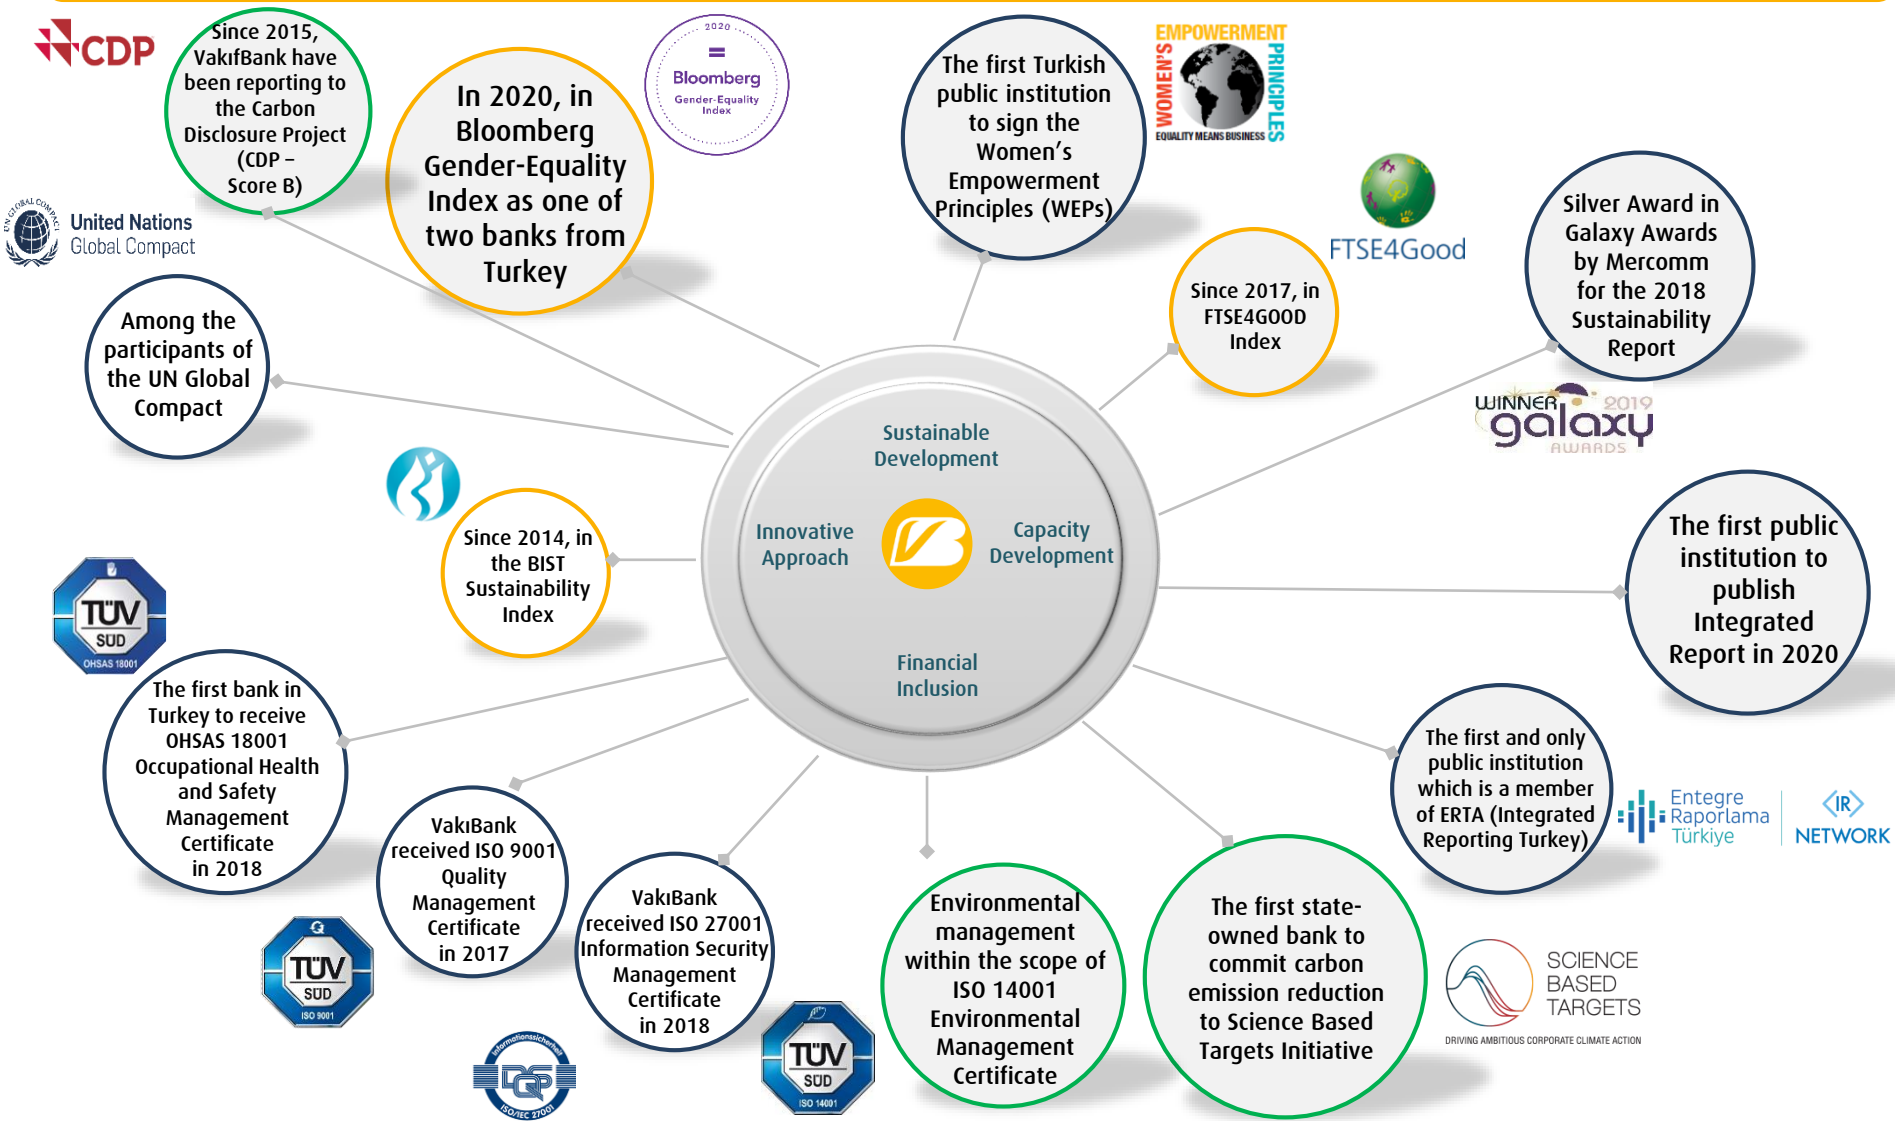 CDP
Since 2015,
VakıfBank have
been reporting to
the Carbon
Disclosure Project
(CDP –
Score B)
In 2020, in
Bloomberg
Gender-Equality
Index as one of
two banks from
Turkey
2020
Bloomberg
Gender-Equality
Index
The first Turkish
public institution
to sign the
Women's
Empowerment
Principles (WEPs)
WOMEN'S
EMPOWERMENT
PRINCIPLES
EQUALITY MEANS BUSINESS
FTSE4Good
Since 2017, in
FTSE4GOOD
Index
Silver Award in
Galaxy Awards
by Mercomm
for the 2018
Sustainability
Report
WINNER 2019
galaxy
AWARDS
UN GLOBAL COMPACT
United Nations
Global Compact
Among the
participants of
the UN Global
Compact
Since 2014, in
the BIST
Sustainability
Index
Sustainable
Development
Innovative
Approach
VB
Capacity
Development
Financial
Inclusion
The first public
institution to
publish
Integrated
Report in 2020
TÜV
SÜD
OHSAS 18001
The first bank in
Turkey to receive
OHSAS 18001
Occupational Health
and Safety
Management
Certificate
in 2018
VakıBank
received ISO 9001
Quality
Management
Certificate
in 2017
TÜV
SÜD
ISO 9001
VakıBank
received ISO 27001
Information Security
Management
Certificate
in 2018
Informationssicherheit
DQS
ISO/IEC 27001
TÜV
SÜD
ISO 14001
Environmental
management
within the scope of
ISO 14001
Environmental
Management
Certificate
The first state-
owned bank to
commit carbon
emission reduction
to Science Based
Targets Initiative
SCIENCE
BASED
TARGETS
DRIVING AMBITIOUS CORPORATE CLIMATE ACTION
The first and only
public institution
which is a member
of ERTA (Integrated
Reporting Turkey)
Entegre
Raporlama
Türkiye
<IR>
NETWORK